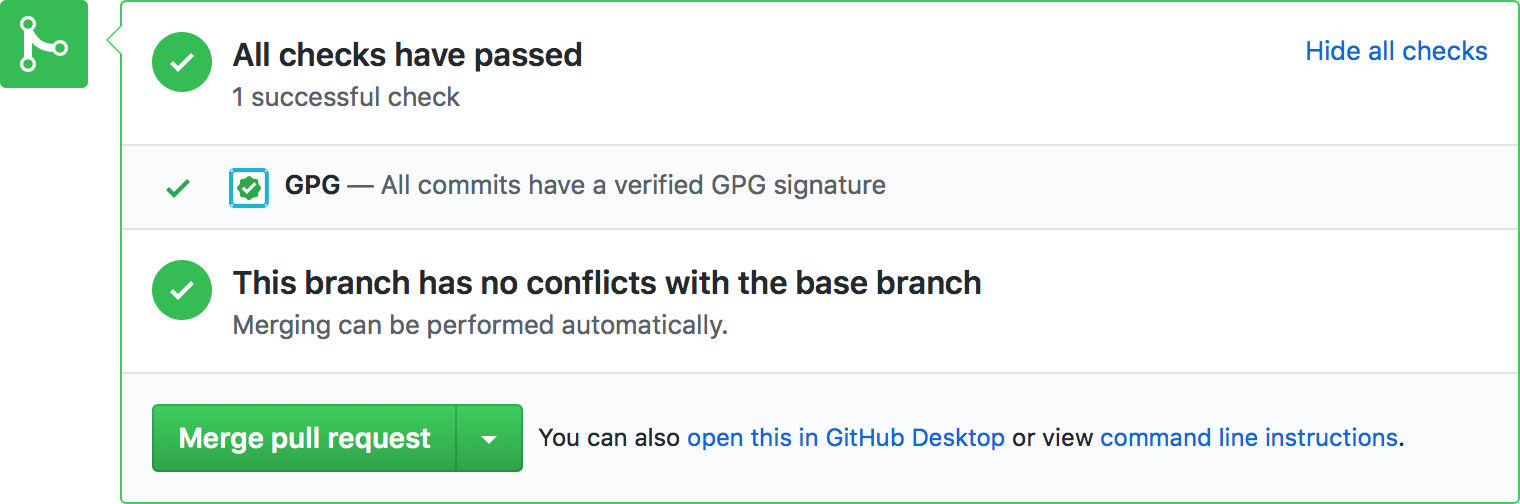 All checks have passed
Hide all checks
1 successful check
GPG — All commits have a verified GPG signature
This branch has no conflicts with the base branch
Merging can be performed automatically.
Merge pull request
You can also open this in GitHub Desktop or view command line instructions.